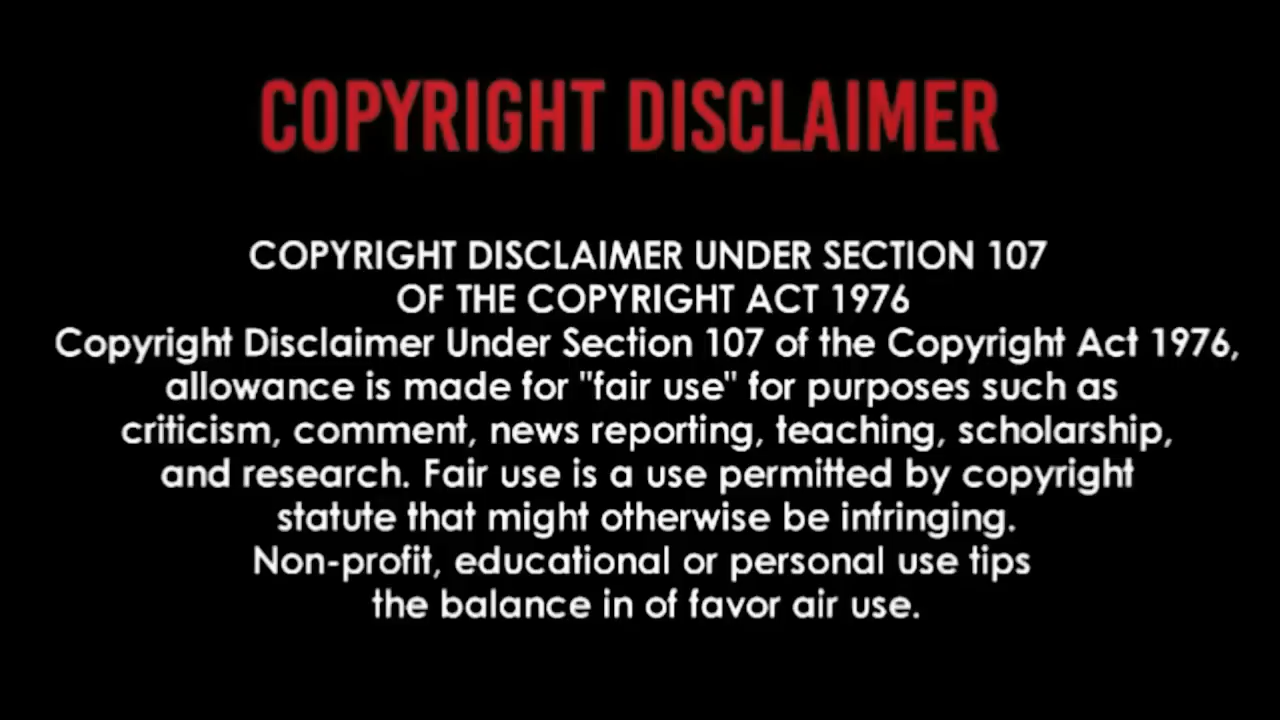 COPYRIGHT DISCLAIMER
COPYRIGHT DISCLAIMER UNDER SECTION 107
OF THE COPYRIGHT ACT 1976
Copyright Disclaimer Under Section 107 of the Copyright Act 1976,
allowance is made for "fair use" for purposes such as
criticism, comment, news reporting, teaching, scholarship,
and research. Fair use is a use permitted by copyright
statute that might otherwise be infringing.
Non-profit, educational or personal use tips
the balance in of favor air use.